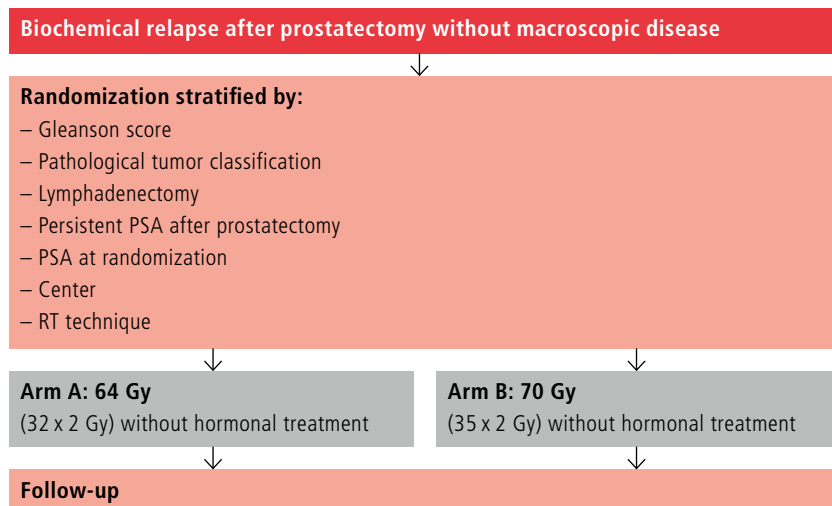 Biochemical relapse after prostatectomy without macroscopic disease
Randomization stratified by:
– Gleanson score
– Pathological tumor classification
– Lymphadenectomy
– Persistent PSA after prostatectomy
– PSA at randomization
– Center
– RT technique
Arm A: 64 Gy
(32 x 2 Gy) without hormonal treatment
Arm B: 70 Gy
(35 x 2 Gy) without hormonal treatment
Follow-up